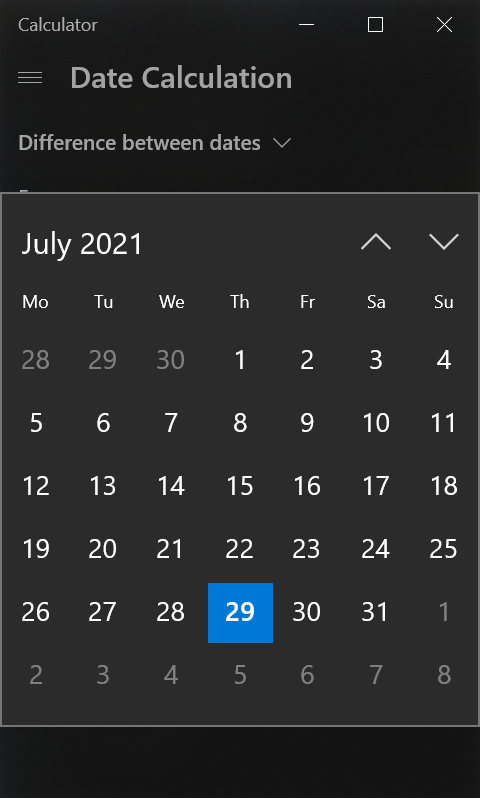 Calculator
Date Calculation
Difference between dates
July 2021
Mo Tu We Th Fr Sa Su
28 29 30 1 2 3 4
5 6 7 8 9 10 11
12 13 14 15 16 17 18
19 20 21 22 23 24 25
26 27 28 29 30 31 1
2 3 4 5 6 7 8